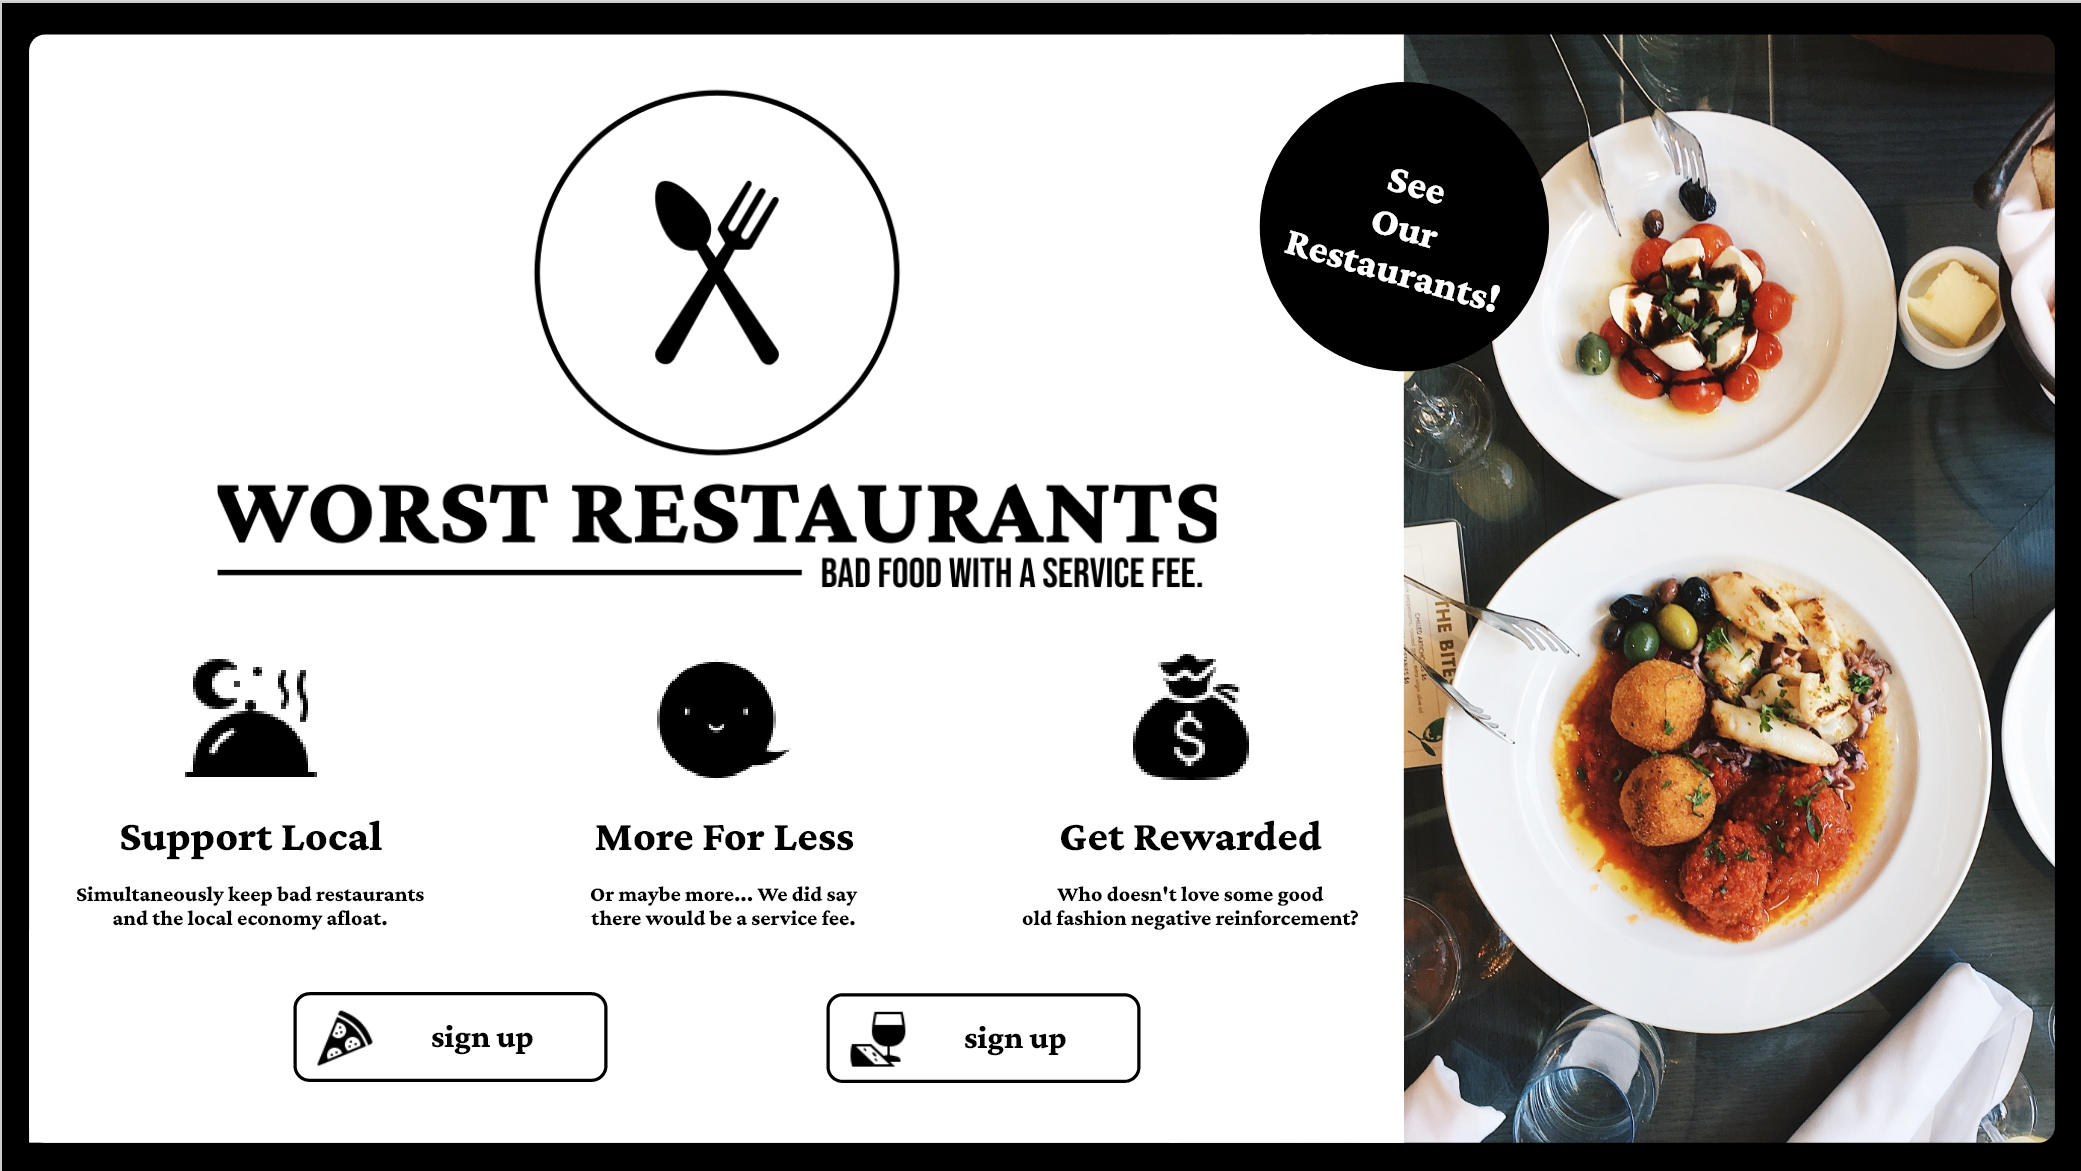 See
Our
Restaurants!
WORST RESTAURANTS
BAD FOOD WITH A SERVICE FEE.
THE BITE
Support Local
Simultaneously keep bad restaurants
and the local economy afloat.
More For Less
Or maybe more... We did say
there would be a service fee.
Get Rewarded
Who doesn't love some good
old fashion negative reinforcement?
sign up
sign up
$